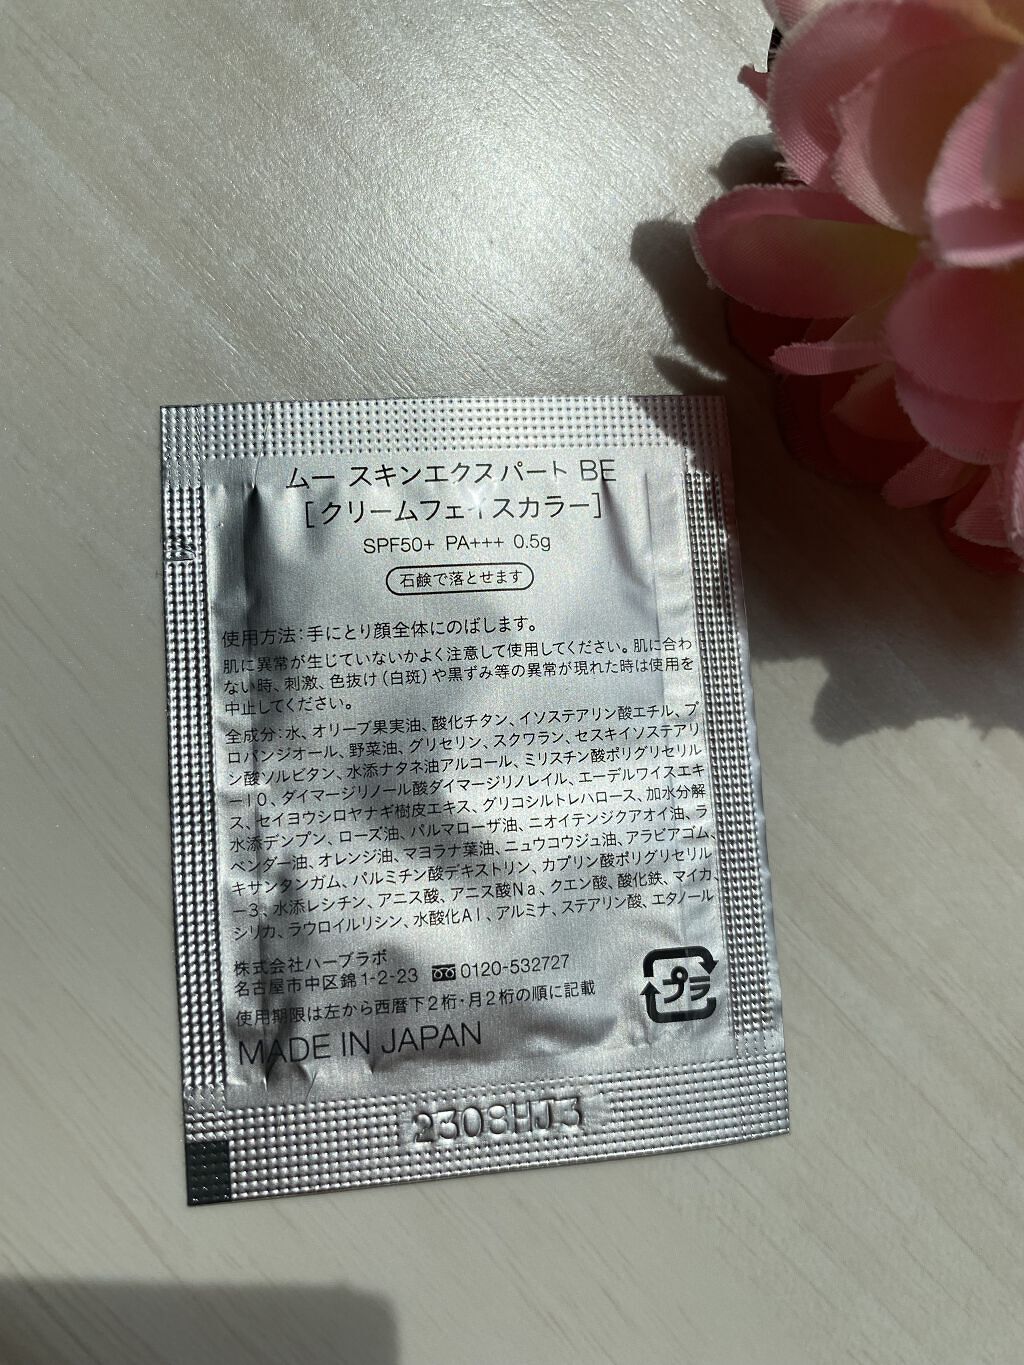 ムー スキンエクスパート BE
[クリームフェイスカラー]
SPF50+ PA+++ 0.5g
石鹸で落とせます
使用方法:手にとり顔全体にのばします。
肌に異常が生じていないかよく注意して使用してください。肌に合わ
ない時、刺激、色抜け(白斑)や黒ずみ等の異常が現れた時は使用を
中止してください。
全成分:水、オリーブ果実油、酸化チタン、イソステアリン酸エチル、プ
ロパンジオール、野菜油、グリセリン、スクワラン、セスキイソステアリ
ン酸ソルビタン、水添ナタネ油アルコール、ミリスチン酸ポリグリセリル
ー10、ダイマージリノール酸ダイマージリノレイル、エーデルワイスエキ
ス、セイヨウシロヤナギ樹皮エキス、グリコシルトレハロース、加水分解
水添デンプン、ローズ油、パルマローザ油、ニオイテンジクアオイ油、ラ
ベンダー油、オレンジ油、マヨラナ葉油、ニュウコウジュ油、アラビアゴム、
キサンタンガム、パルミチン酸デキストリン、カプリン酸ポリグリセリル
ー3、水添レシチン、アニス酸、アニス酸Na、クエン酸、酸化鉄、マイカ、
シリカ、ラウロイルリシン、水酸化Al、アルミナ、ステアリン酸、エタノール
株式会社ハーブラボ
名古屋市中区錦1-2-23 0120-532727
使用期限は左から西暦下2桁・月2桁の順に記載
MADE IN JAPAN
プラ
2308HJ3